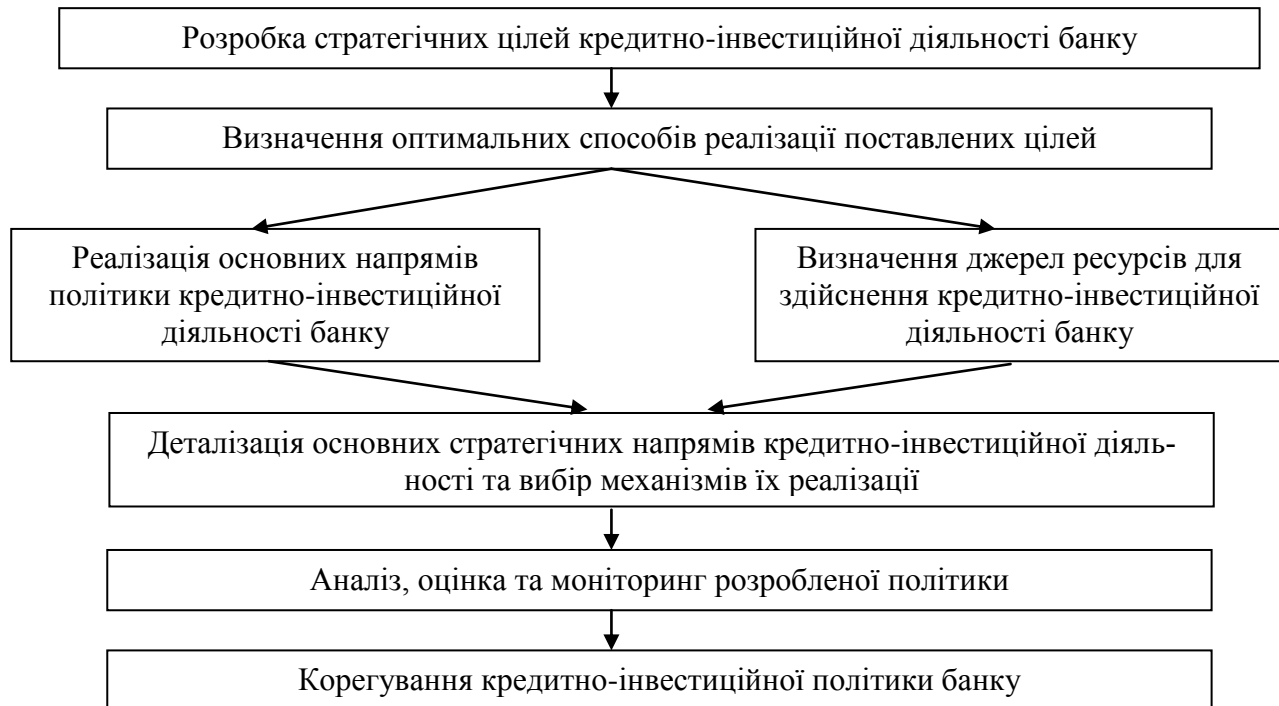 Розробка стратегічних цілей кредитно-інвестиційної діяльності банку
Визначення оптимальних способів реалізації поставлених цілей
Реалізація основних напрямів
політики кредитно-інвестиційної
діяльності банку
Визначення джерел ресурсів для
здійснення кредитно-інвестиційної
діяльності банку
Деталізація основних стратегічних напрямів кредитно-інвестиційної діяль-
ності та вибір механізмів їх реалізації
Аналіз, оцінка та моніторинг розробленої політики
Корегування кредитно-інвестиційної політики банку